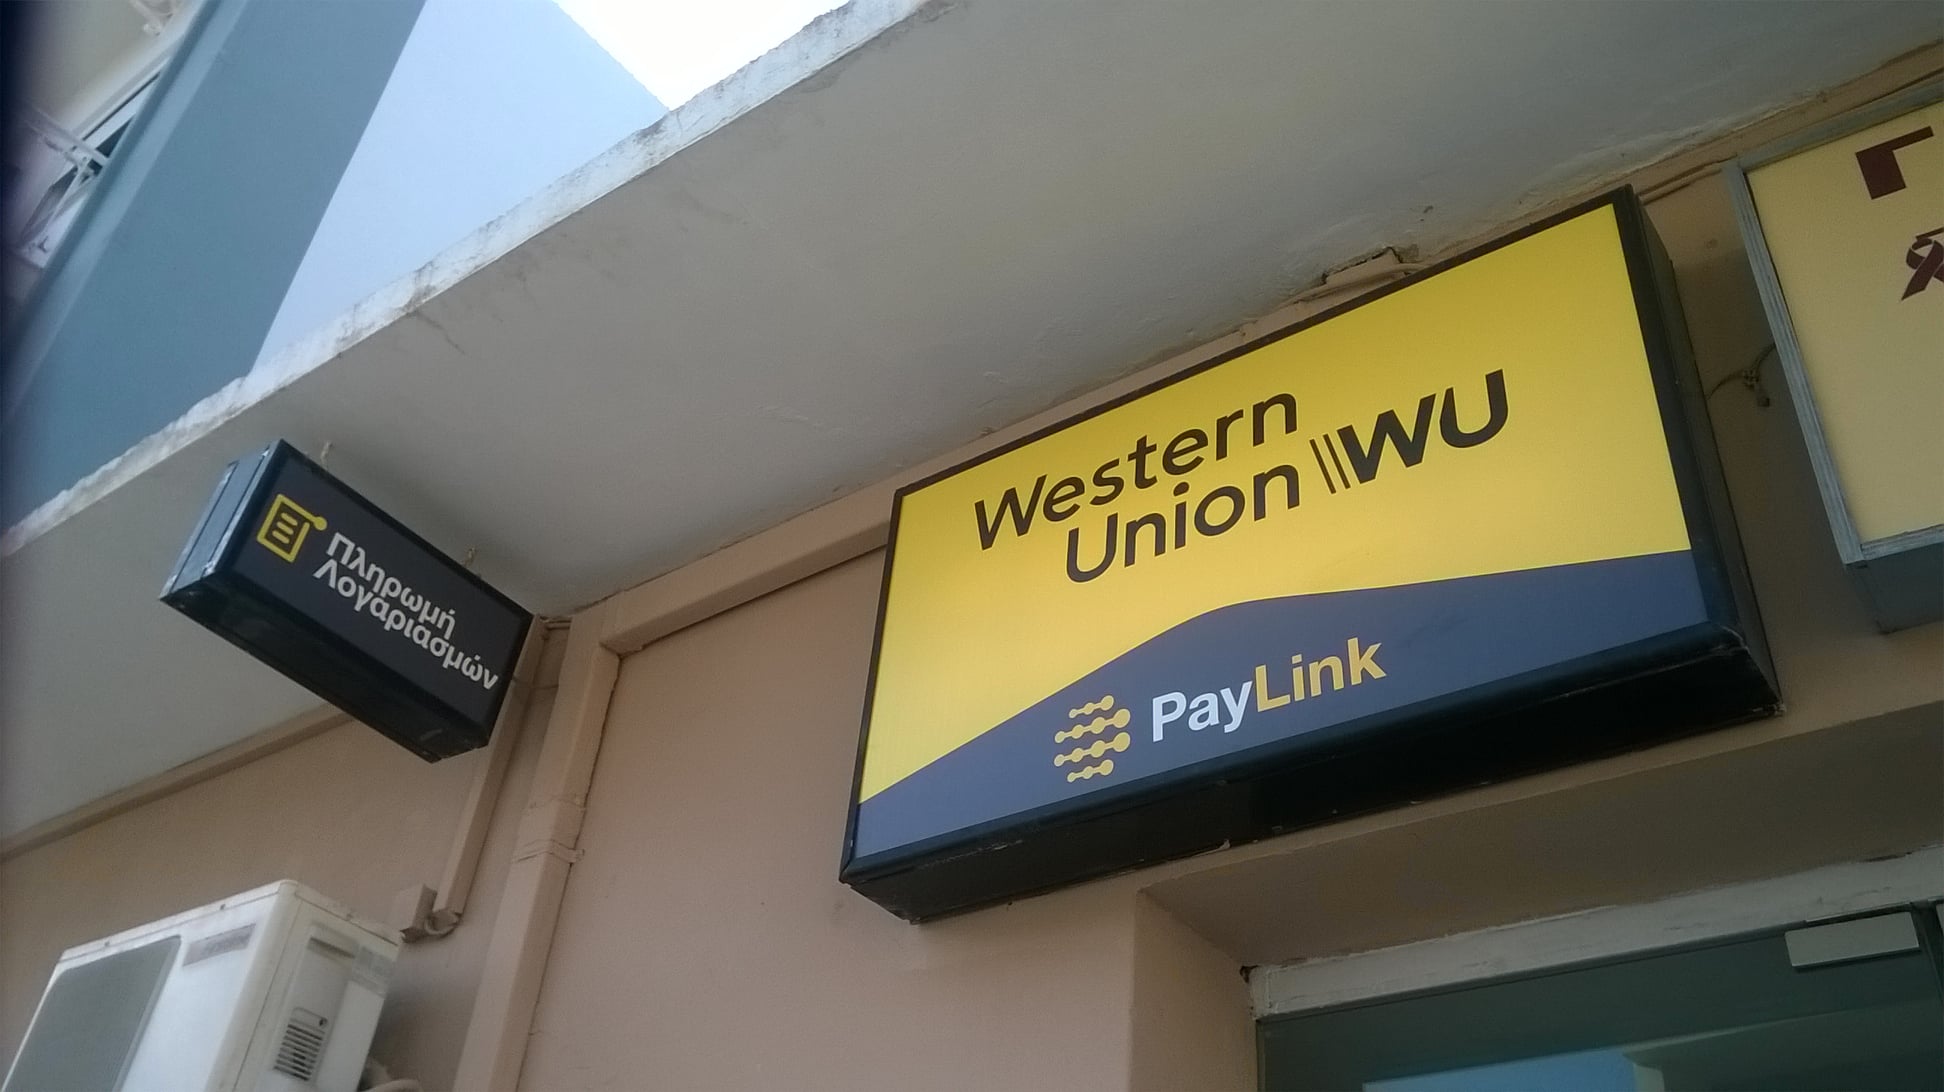 Πληρωμή
Λογαριασμών
Western
Union WU
PayLink